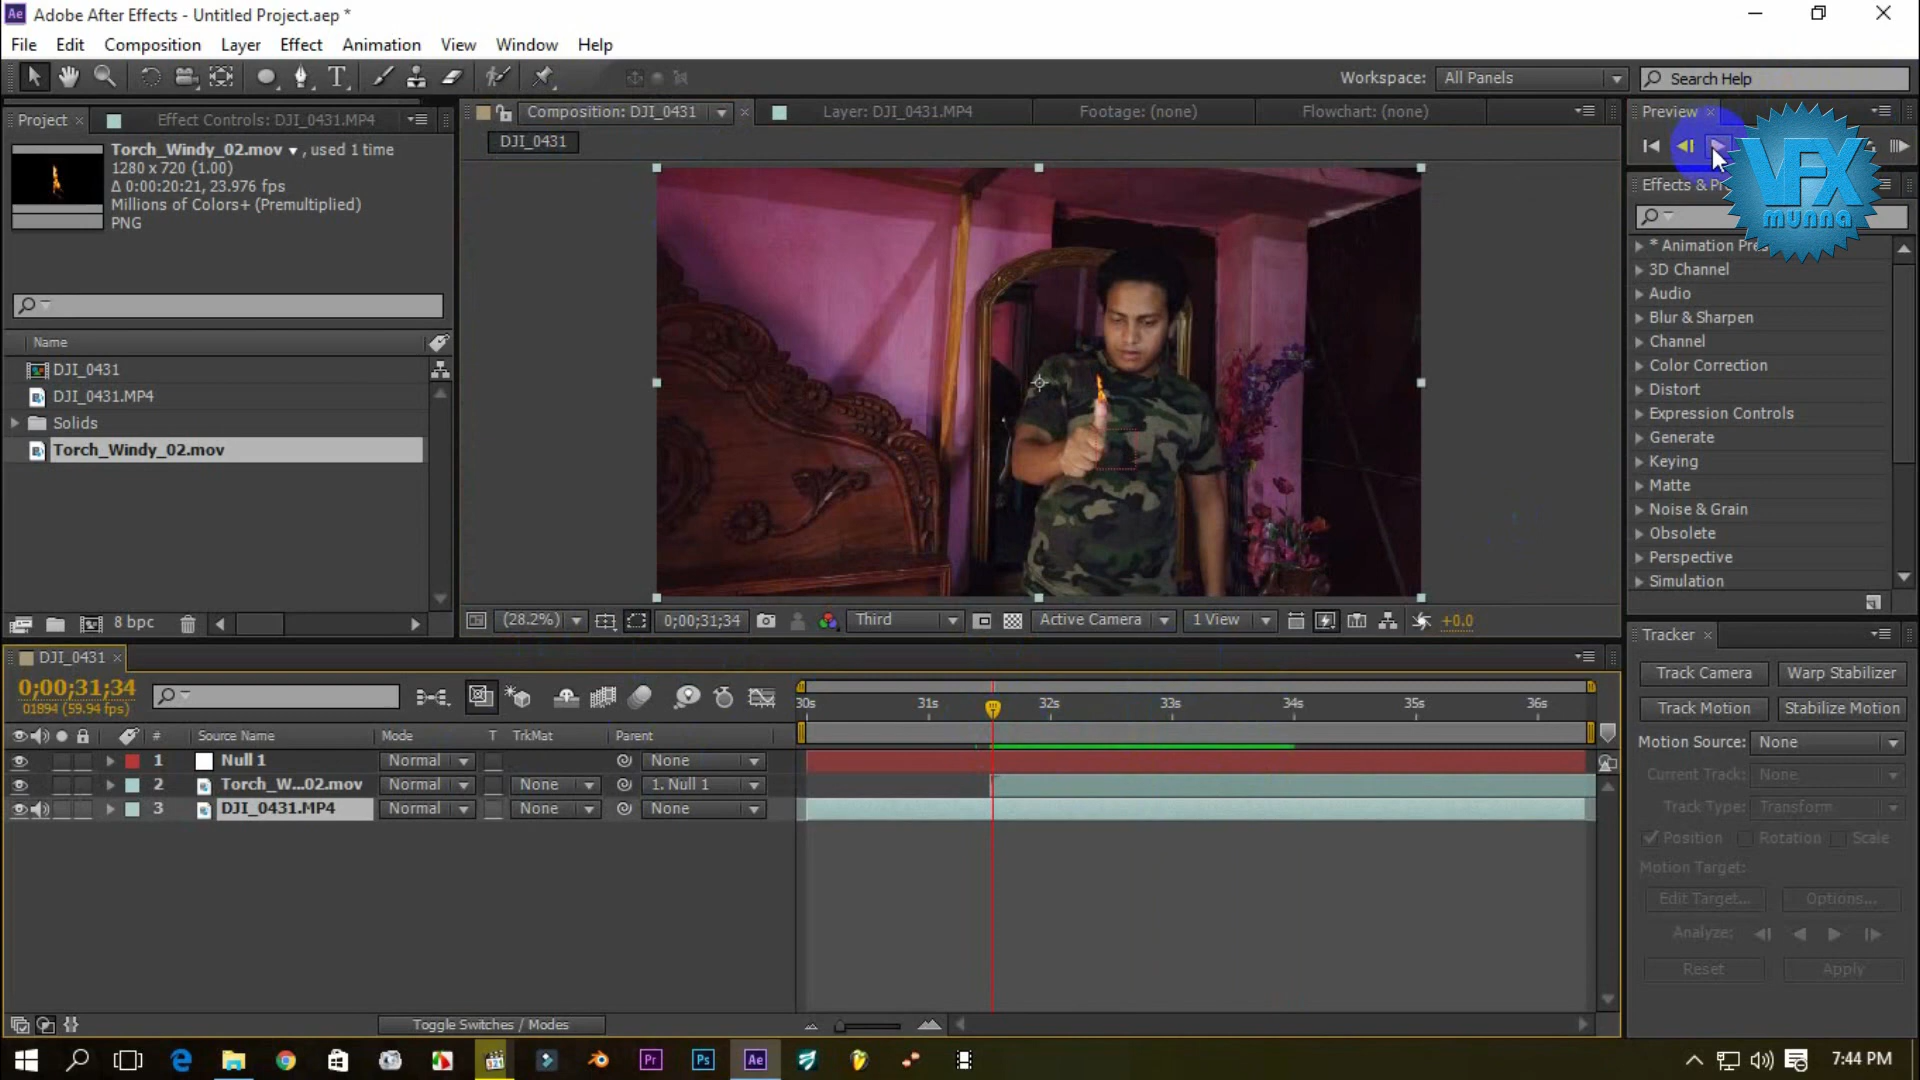 Adobe After Effects - Untitled Project.aep *
File Edit Composition Layer Effect Animation View Window Help
Workspace: All Panels Search Help
Project Effect Controls: DJI_0431.MP4
Composition: DJI_0431 Layer: DJI_0431.MP4 Footage: (none) Flowchart: (none)
Preview
DJI_0431
VFX
munna
Torch_Windy_02.mov , used 1 time
1280 x 720 (1.00)
Δ 0:00:20:21, 23.976 fps
Millions of Colors+ (Premultiplied)
PNG
Name
DJI_0431
DJI_0431.MP4
Solids
Torch_Windy_02.mov
8 bpc
Effects & Pr
* Animation Pres
3D Channel
Audio
Blur & Sharpen
Channel
Color Correction
Distort
Expression Controls
Generate
Keying
Matte
Noise & Grain
Obsolete
Perspective
Simulation
(28.2%) 0;00;31;34 Third Active Camera 1 View +0.0
DJI_0431
0;00;31;34
01894 (59.94 fps)
30s 31s 32s 33s 34s 35s 36s
# Source Name Mode T TrkMat Parent
1 Null 1 Normal None
2 Torch_W...02.mov Normal None 1. Null 1
3 DJI_0431.MP4 Normal None None
Toggle Switches / Modes
Tracker
Track Camera Warp Stabilizer
Track Motion Stabilize Motion
Motion Source: None
Current Track: None
Track Type: Transform
Position Rotation Scale
Motion Target:
Edit Target... Options...
Analyze:
Reset Apply
Pr Ps Ae
7:44 PM